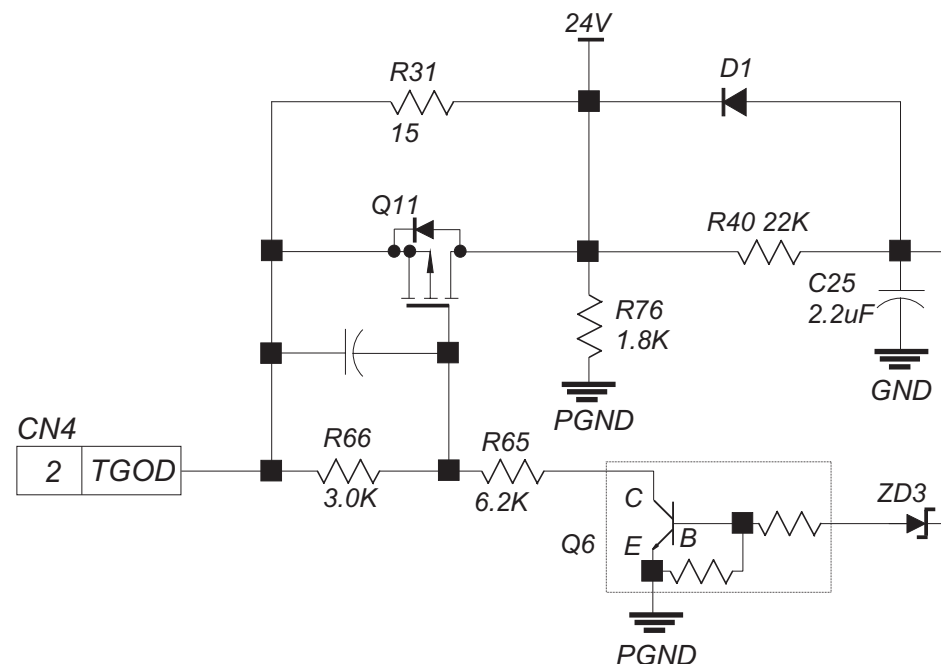 24V
R31
15
D1
Q11
R40 22K
C25
2.2uF
R76
1.8K
GND
PGND
CN4
2 TGOD
R66
3.0K
R65
6.2K
C
E
B
Q6
ZD3
PGND